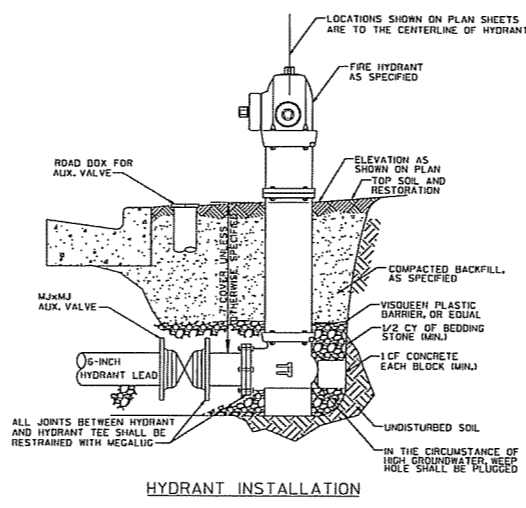 LOCATIONS SHOWN ON PLAN SHEETS
ARE TO THE CENTERLINE OF HYDRANT
FIRE HYDRANT
AS SPECIFIED
ROAD BOX FOR
AUX. VALVE
ELEVATION AS
SHOWN ON PLAN
TOP SOIL AND
RESTORATION
COVER UNLESS
OTHERWISE SPECIFIED
COMPACTED BACKFILL,
AS SPECIFIED
MJxMJ
AUX. VALVE
VISQUEEN PLASTIC
BARRIER, OR EQUAL
1/2 CY OF BEDDING
STONE (MIN.)
6-INCH
HYDRANT LEAD
1 CF CONCRETE
EACH BLOCK (MIN.)
ALL JOINTS BETWEEN HYDRANT
AND HYDRANT TEE SHALL BE
RESTRAINED WITH MEGALUG
UNDISTURBED SOIL
IN THE CIRCUMSTANCE OF
HIGH GROUNDWATER, WEEP
HOLE SHALL BE PLUGGED
HYDRANT INSTALLATION